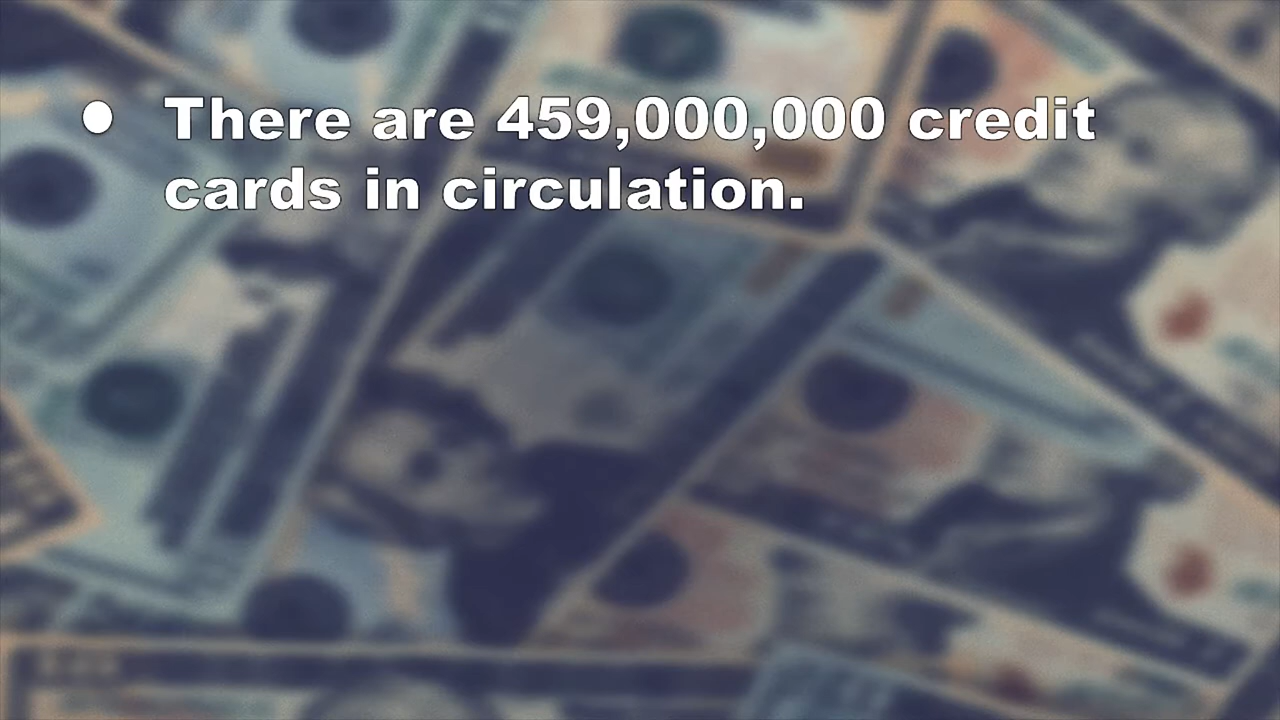 ● There are 459,000,000 credit
cards in circulation.